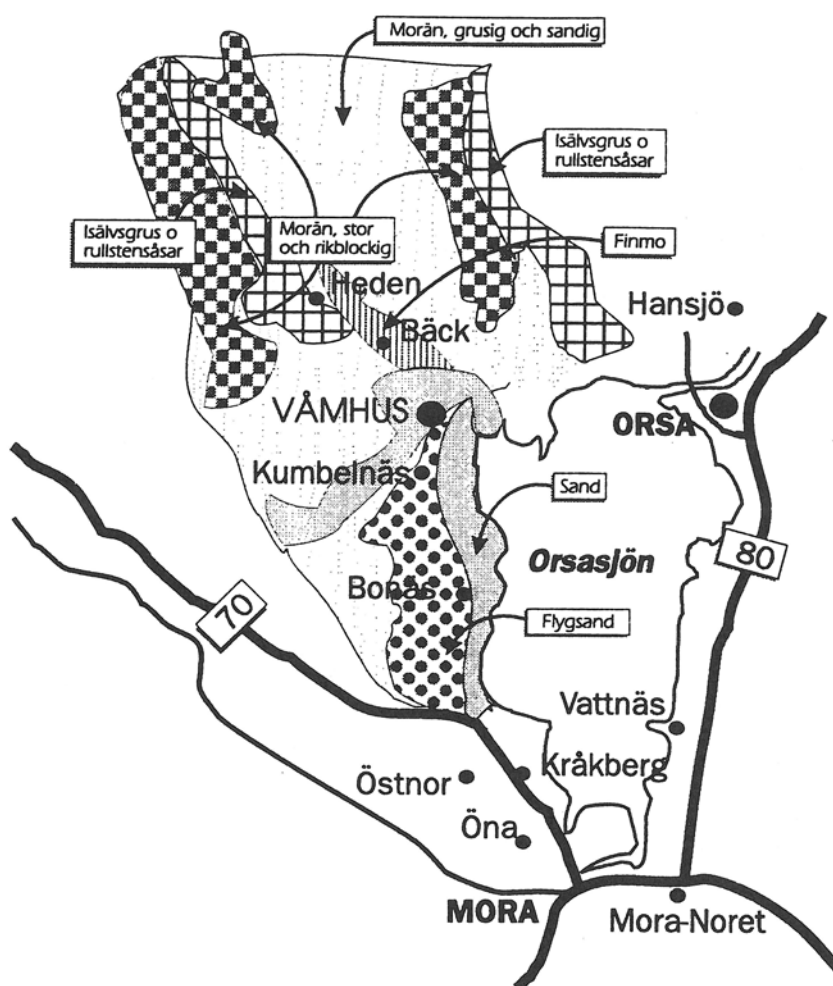 Morän, grusig och sandig
Isälvsgrus o
rullstensåsar
Isälvsgrus o
rullstensåsar
Morän, stor
och rikblockig
Finmo
Heden
Hansjö
Bäck
VÅMHUS
ORSA
Kumbelnäs
Sand
Orsasjön
80
Bonäs
70
Flygsand
Vattnäs
Kråkberg
Östnor
Öna
MORA
Mora-Noret